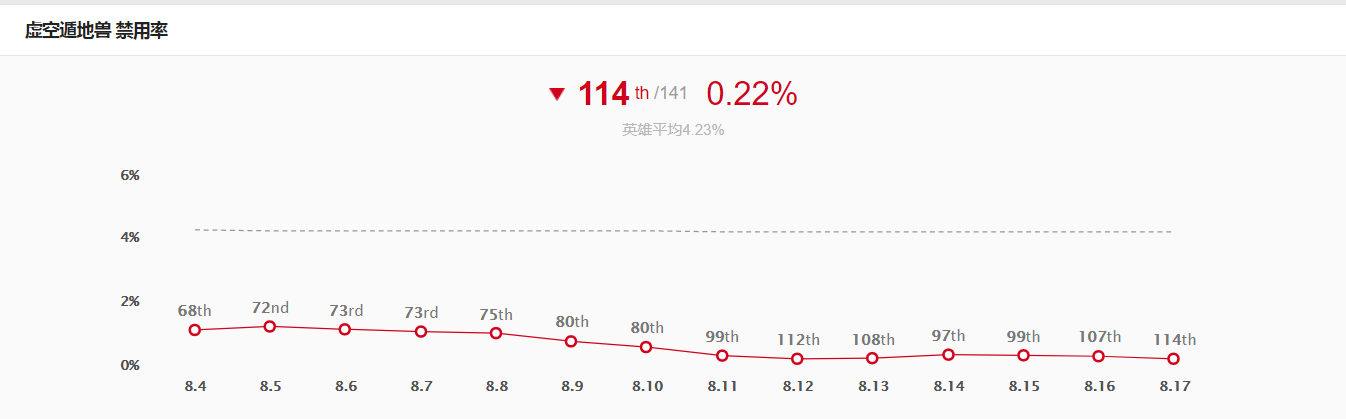 虚空遁地兽 禁用率
▼ 114 th /141 0.22%
英雄平均4.23%
6%
4%
2%
0%
68th 72nd 73rd 73rd 75th 80th 80th 99th 112th 108th 97th 99th 107th 114th
8.4 8.5 8.6 8.7 8.8 8.9 8.10 8.11 8.12 8.13 8.14 8.15 8.16 8.17